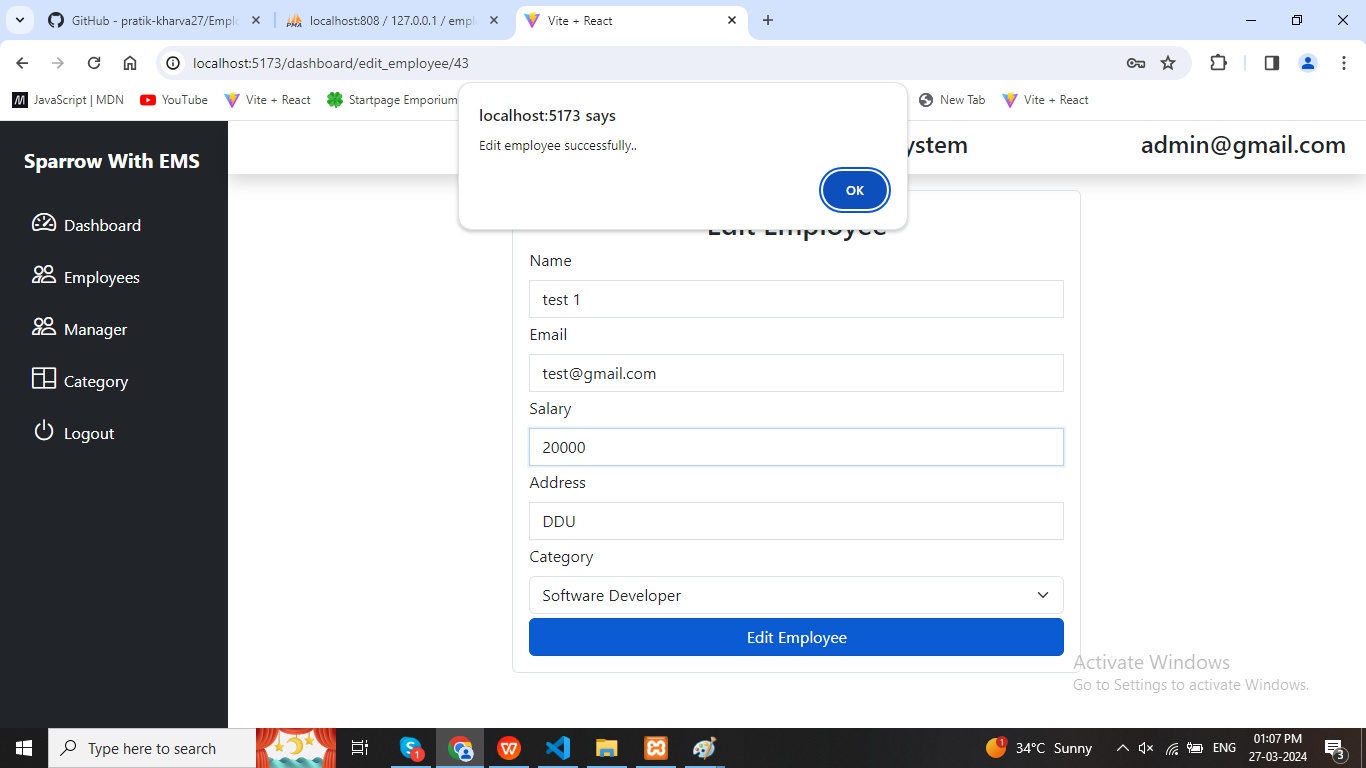 GitHub - pratik-kharva27/Emplo
localhost:808 / 127.0.0.1 / empl
Vite + React
localhost:5173/dashboard/edit_employee/43
JavaScript | MDN
YouTube
Vite + React
Startpage Emporium
New Tab
Vite + React
localhost:5173 says
Edit employee successfully..
OK
Sparrow With EMS
ystem
admin@gmail.com
Dashboard
Employees
Manager
Category
Logout
Edit Employee
Name
test 1
Email
test@gmail.com
Salary
20000
Address
DDU
Category
Software Developer
Edit Employee
Activate Windows
Go to Settings to activate Windows.
Type here to search
1
1
34°C Sunny
ENG
01:07 PM
27-03-2024
3